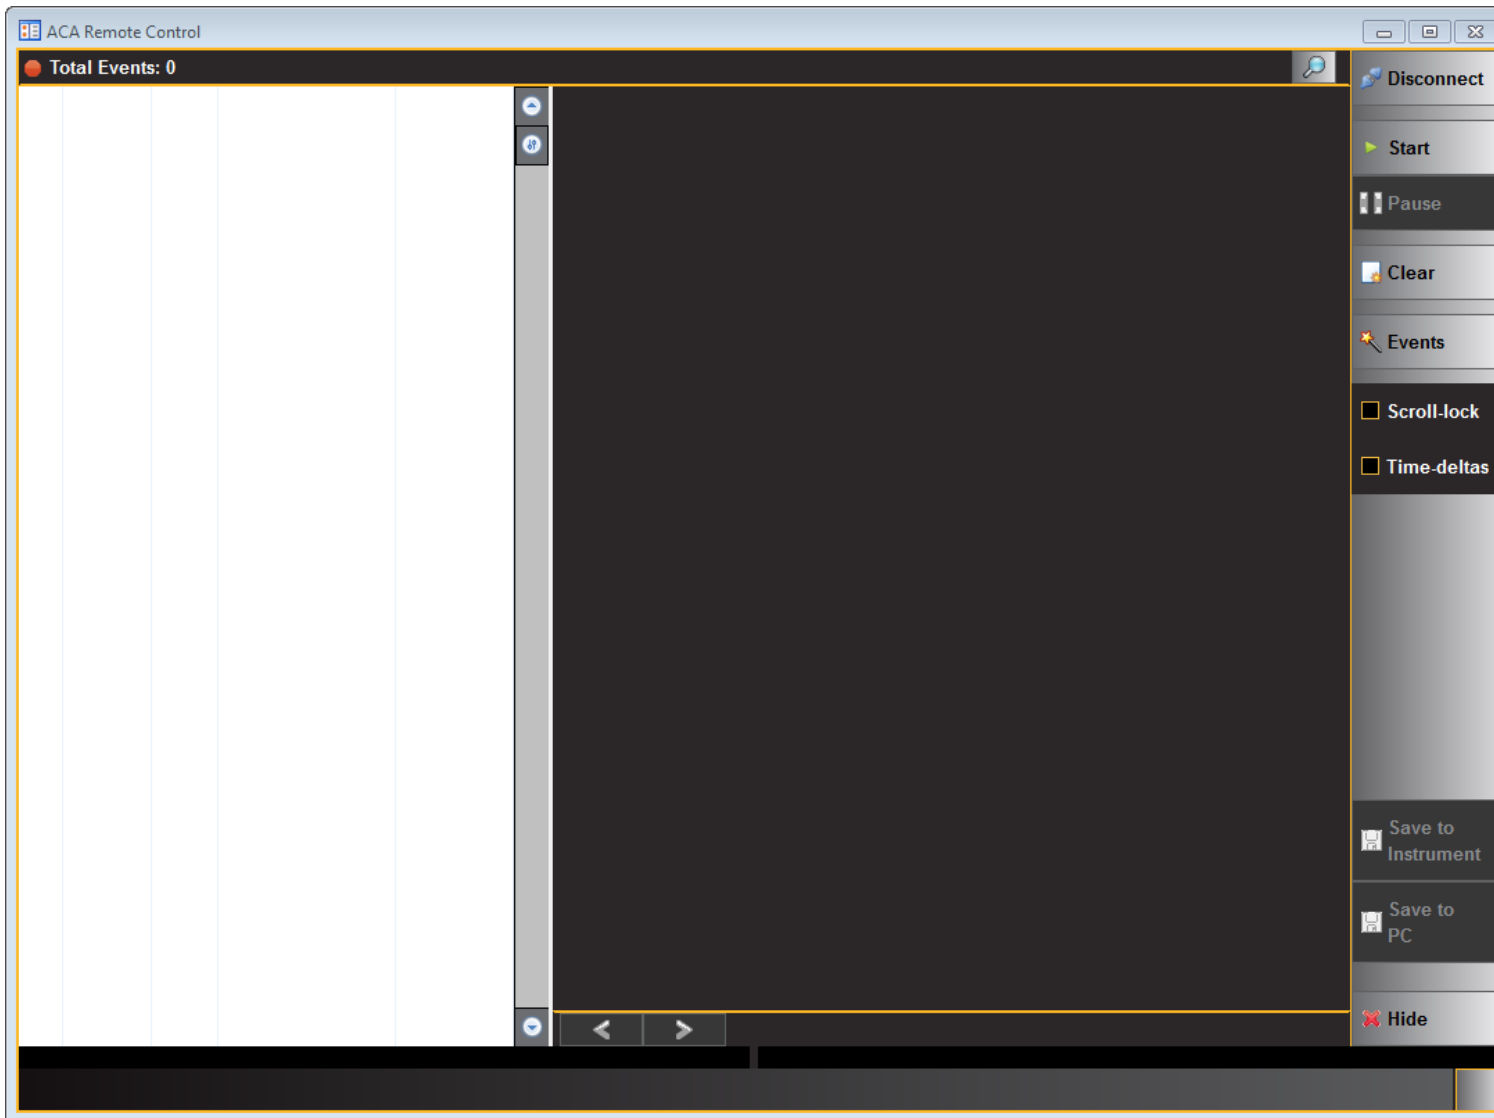 ACA Remote Control
Total Events: 0
Disconnect
Start
Pause
Clear
Events
Scroll-lock
Time-deltas
Save to
Instrument
Save to
PC
Hide